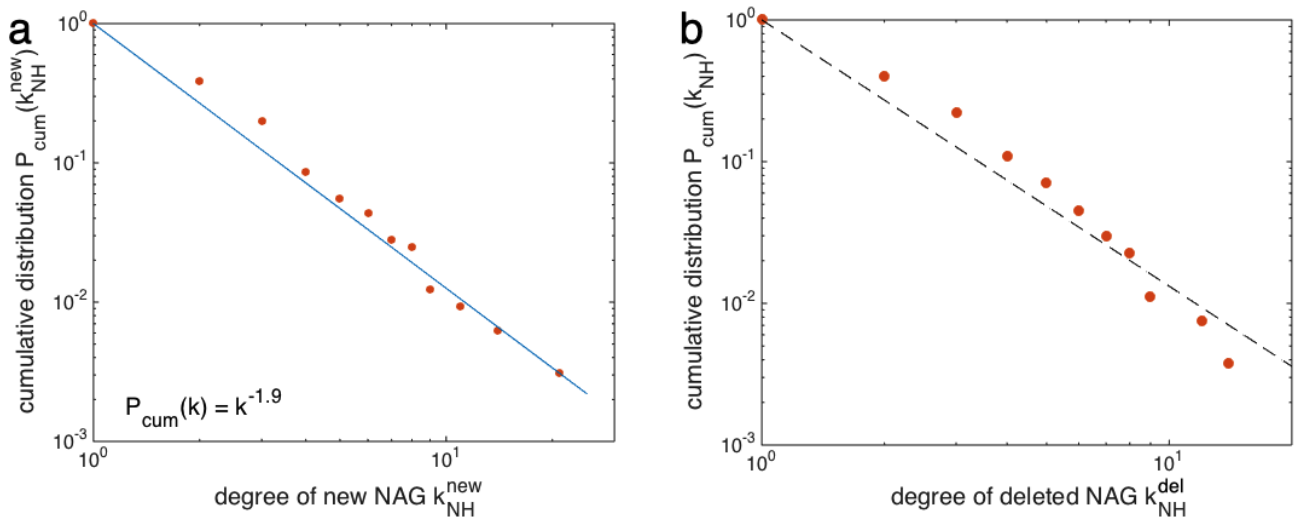 a
10^0
10^-1
10^-2
10^-3
cumulative distribution P_cum(k_NH^new)
P_cum(k) = k^-1.9
10^0
10^1
degree of new NAG k_NH^new
b
10^0
10^-1
10^-2
10^-3
cumulative distribution P_cum(k_NH)
10^0
10^1
degree of deleted NAG k_NH^del